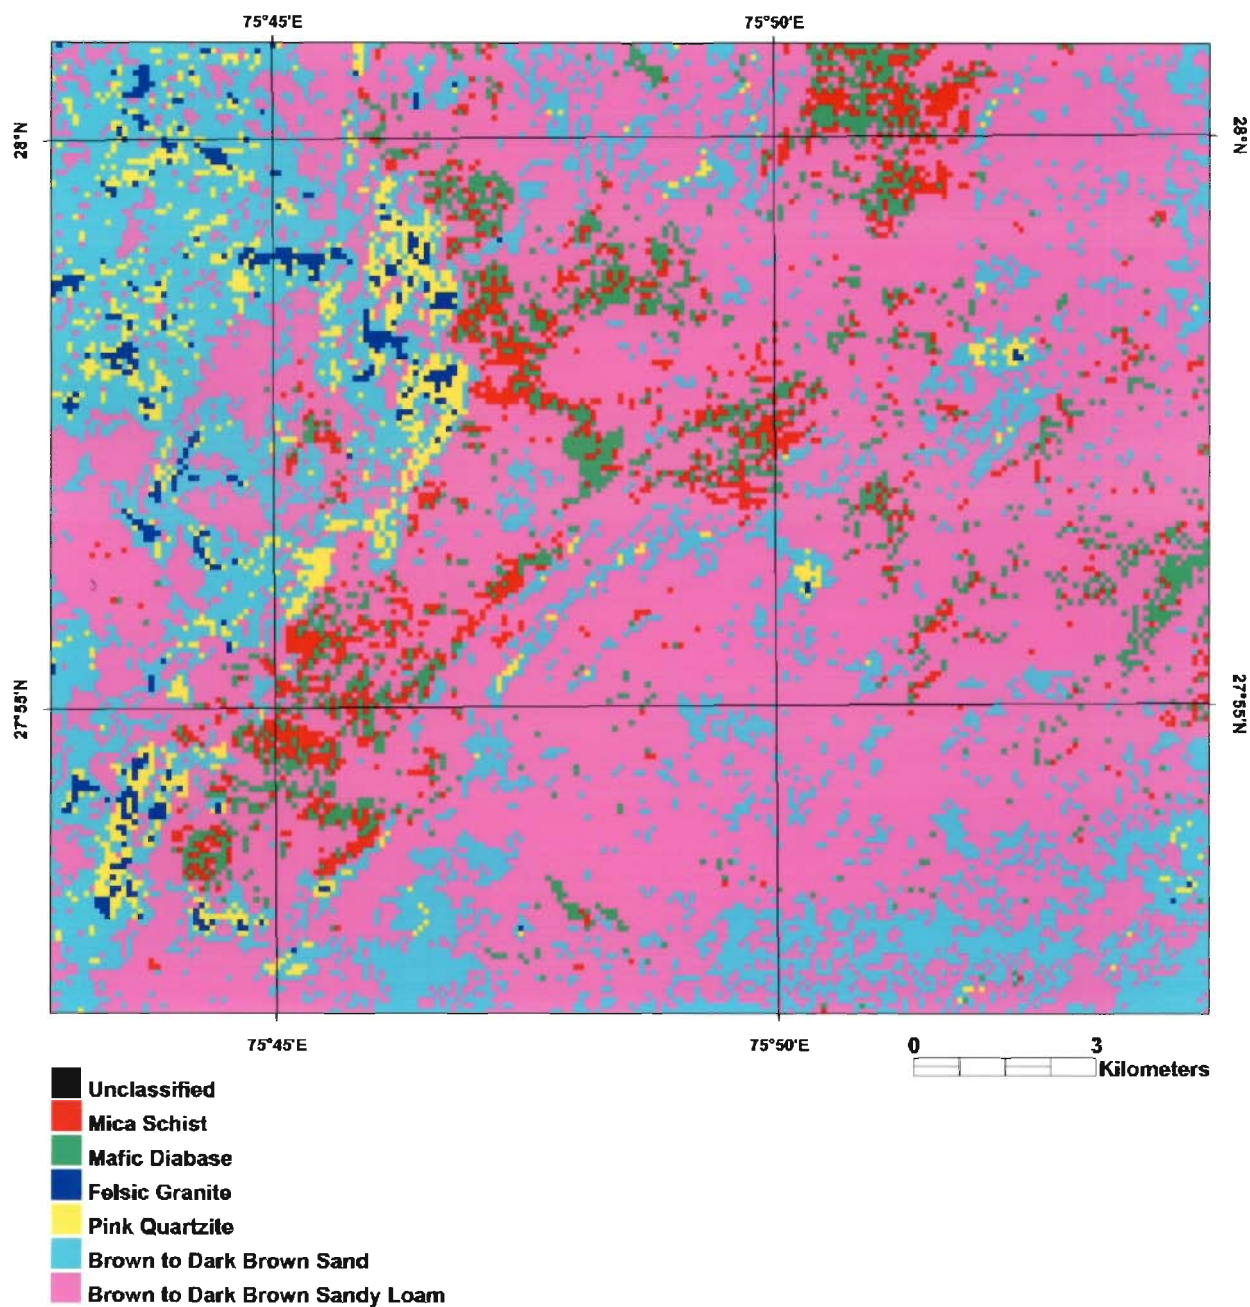 75°45'E 75°50'E
28°N 28°N
27°55'N 27°55'N
75°45'E 75°50'E
0 3
Kilometers
Unclassified
Mica Schist
Mafic Diabase
Felsic Granite
Pink Quartzite
Brown to Dark Brown Sand
Brown to Dark Brown Sandy Loam